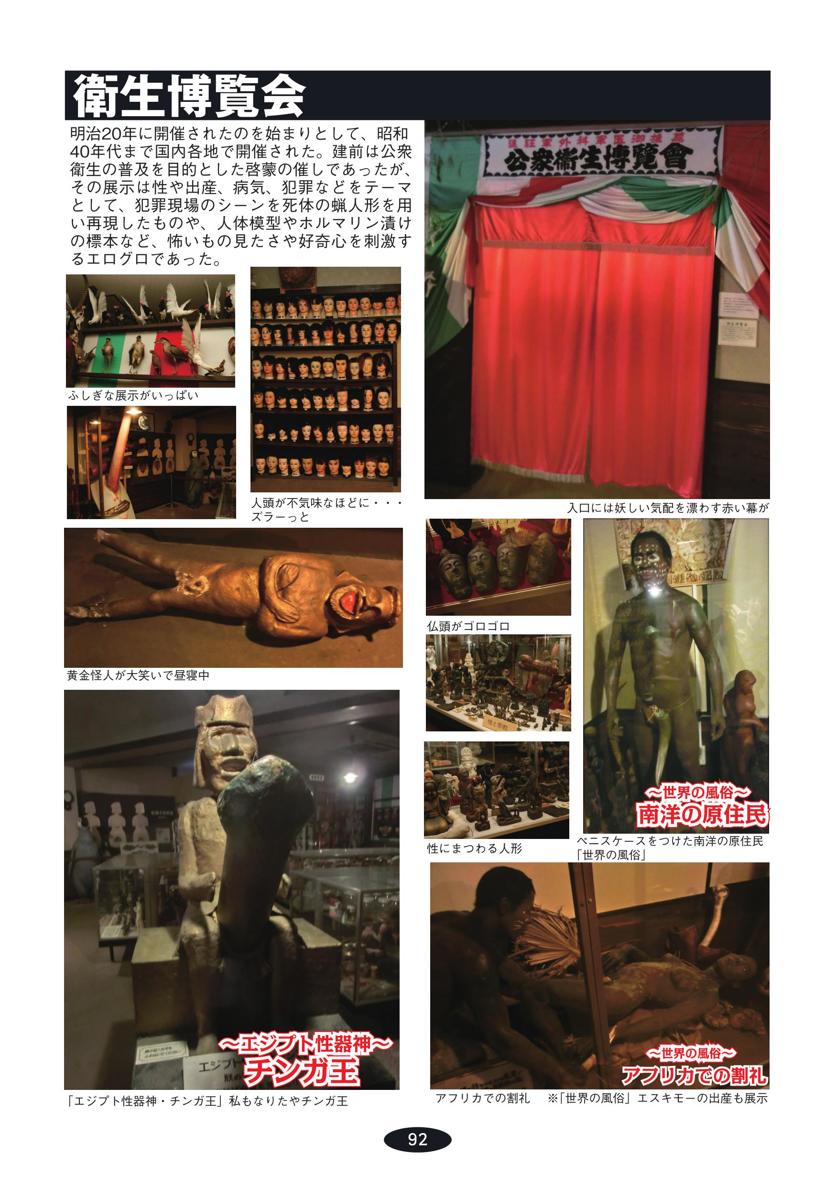 衛生博覧会
明治20年に開催されたのを始まりとして、昭和
40年代まで国内各地で開催された。建前は公衆
衛生の普及を目的とした啓蒙の催しであったが、
その展示は性や出産、病気、犯罪などをテーマ
として、犯罪現場のシーンを死体の蝋人形を用
い再現したものや、人体模型やホルマリン漬け
の標本など、怖いもの見たさや好奇心を刺激す
るエログロであった。
公衆衛生博覧會
入口には妖しい気配を漂わす赤い幕が
ふしぎな展示がいっぱい
人頭が不気味なほどに・・・
ズラーっと
黄金怪人が大笑いで昼寝中
仏頭がゴロゴロ
性にまつわる人形
～世界の風俗～
南洋の原住民
ペニスケースをつけた南洋の原住民
「世界の風俗」
～エジプト性器神～
チンガ王
「エジプト性器神・チンガ王」私もなりたやチンガ王
～世界の風俗～
アフリカでの割礼
アフリカでの割礼　※「世界の風俗」エスキモーの出産も展示
92